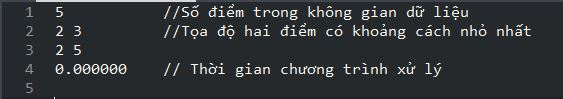 1 5 //Số điểm trong không gian dữ liệu
2 2 3 //Tọa độ hai điểm có khoảng cách nhỏ nhất
3 2 5
4 0.000000 // Thời gian chương trình xử lý
5